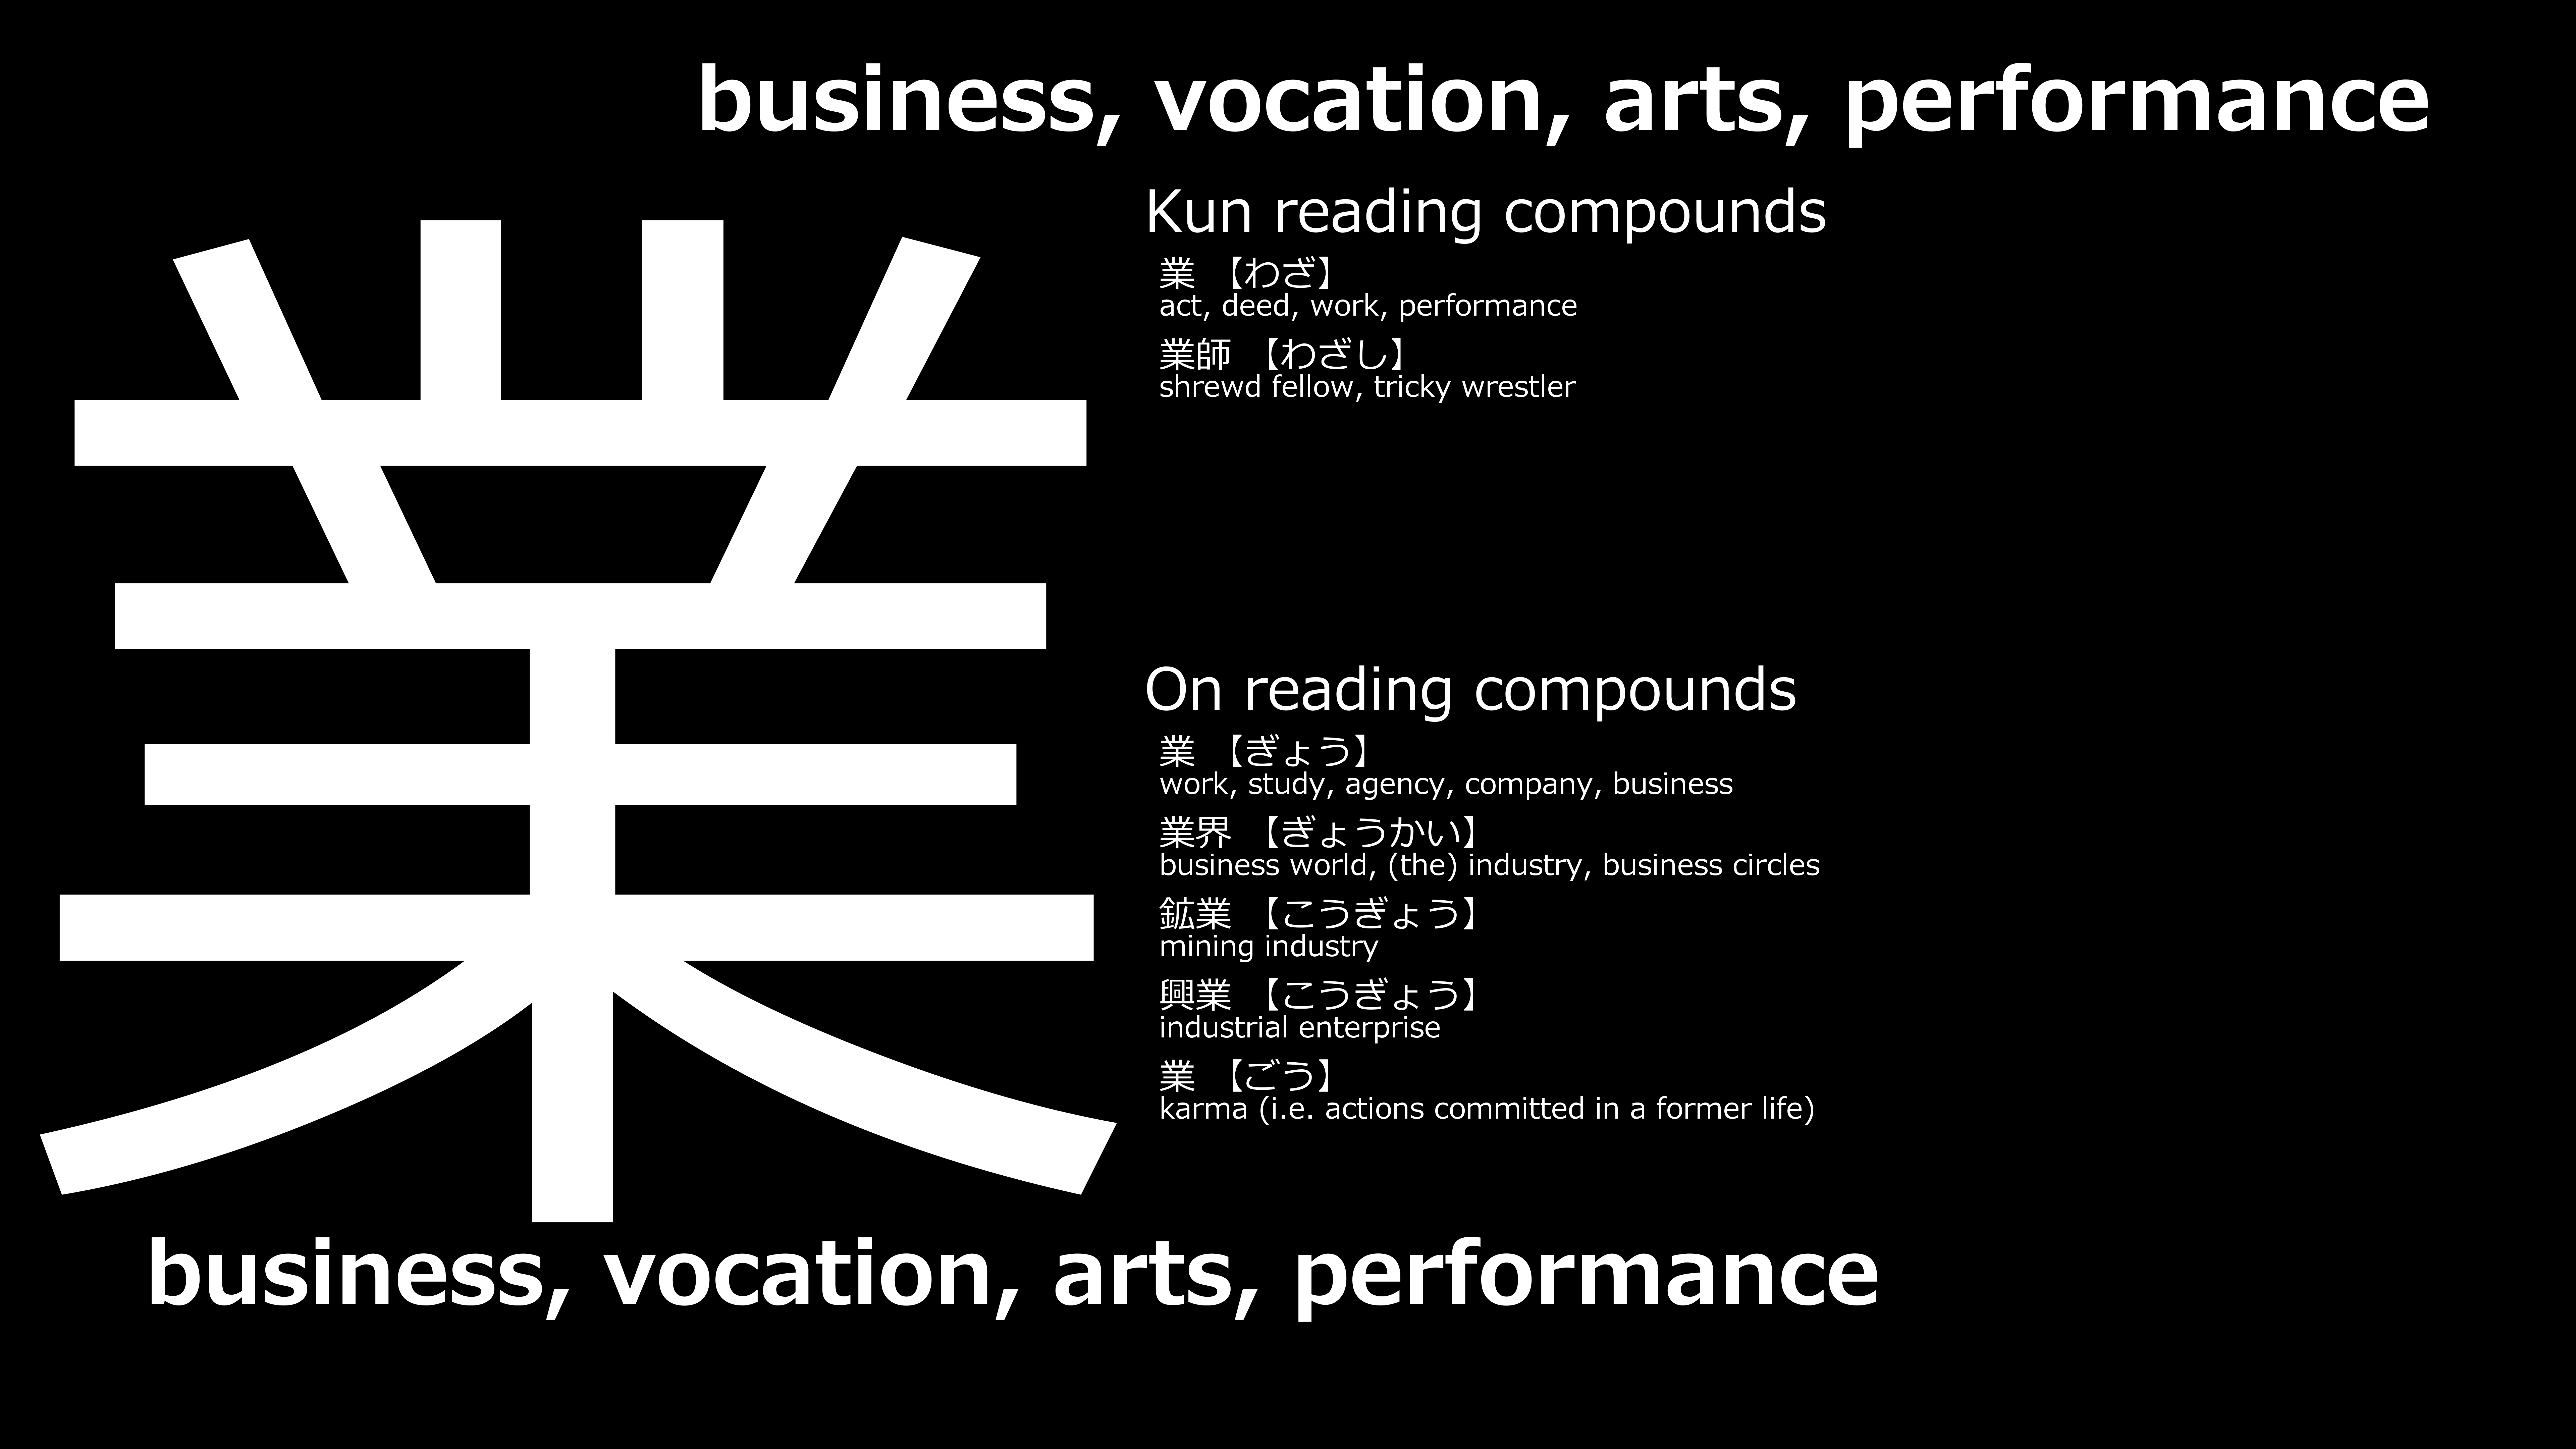 business, vocation, arts, performance
業
Kun reading compounds
業 【わざ】
act, deed, work, performance
業師 【わざし】
shrewd fellow, tricky wrestler
On reading compounds
業 【ぎょう】
work, study, agency, company, business
業界 【ぎょうかい】
business world, (the) industry, business circles
鉱業 【こうぎょう】
mining industry
興業 【こうぎょう】
industrial enterprise
業 【ごう】
karma (i.e. actions committed in a former life)
business, vocation, arts, performance